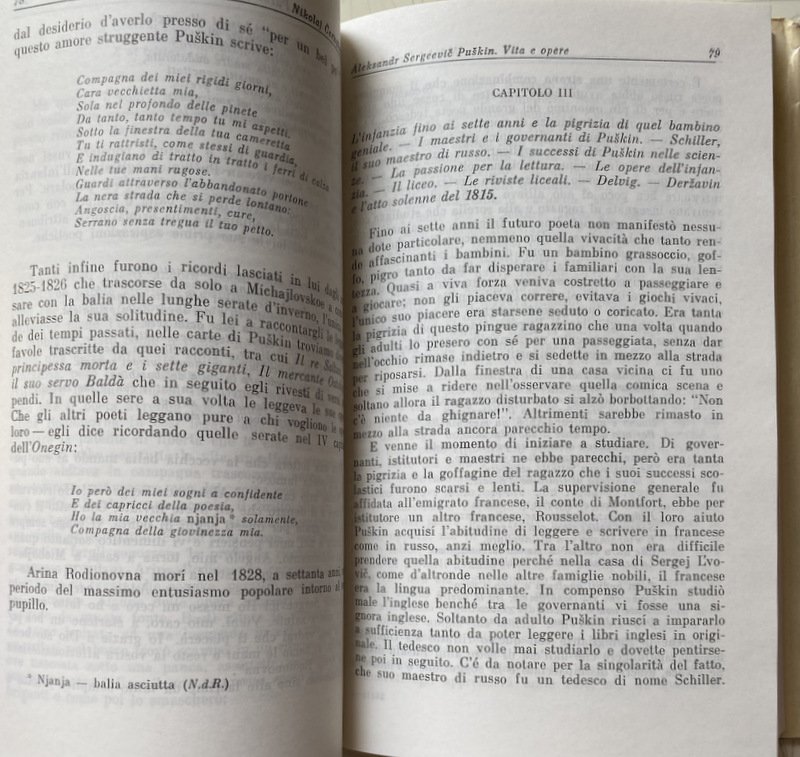 78
Nikolaj
dal desiderio d'averlo presso di sé "per un bel
questo amore struggente Puškin scrive:
Compagna dei miei rigidi giorni,
Cara vecchietta mia,
Sola nel profondo delle pinete
Da tanto, tanto tempo tu mi aspetti.
Sotto la finestra della tua cameretta
Tu ti rattristi, come stessi di guardia,
E indugiano di tratto in tratto i ferri di calza
Nelle tue mani rugose.
Guardi attraverso l'abbandonato portone
La nera strada che si perde lontano:
Angoscia, presentimenti, cure,
Serrano senza tregua il tuo petto.
Tanti infine furono i ricordi lasciati in lui dagli
1825-1826 che trascorse da solo a Michajlovskoe a
sare con la balia nelle lunghe serate d'inverno, l'unica
alleviasse la sua solitudine. Fu lei a raccontargli le
de dei tempi passati, nelle carte di Puškin troviamo
favole trascritte da quei racconti, tra cui Il re
principessa morta e i sette giganti, Il mercante
il suo servo Baldà che in seguito egli rivestì di
pendi. In quelle sere a sua volta le leggeva le sue
Che gli altri poeti leggano pure a chi vogliono le
loro — egli dice ricordando quelle serate nel IV
dell'Onegin:
Io però dei miei sogni a confidente
E dei capricci della poesia,
Ho la mia vecchia njanja* solamente,
Compagna della giovinezza mia.
Arina Rodionovna morí nel 1828, a settanta anni,
periodo del massimo entusiasmo popolare intorno al
pupillo.
* Njanja — balia asciutta (N.d.R.)
Aleksandr Sergeevič Puškin. Vita e opere
79
CAPITOLO III
L'infanzia fino ai sette anni e la pigrizia di quel bambino
geniale. — I maestri e i governanti di Puškin. — Schiller,
il suo maestro di russo. — I successi di Puškin nelle scien-
ze. — La passione per la lettura. — Le opere dell'infan-
zia. — Il liceo. — Le riviste liceali. — Delvig. — Deržavin
e l'atto solenne del 1815.
Fino ai sette anni il futuro poeta non manifestò nessu-
na dote particolare, nemmeno quella vivacità che tanto ren-
de affascinanti i bambini. Fu un bambino grassoccio, gof-
fo, pigro tanto da far disperare i familiari con la sua len-
tezza. Quasi a viva forza veniva costretto a passeggiare e
a giocare; non gli piaceva correre, evitava i giochi vivaci,
l'unico suo piacere era starsene seduto o coricato. Era tanta
la pigrizia di questo pingue ragazzino che una volta quando
gli adulti lo presero con sé per una passeggiata, senza dar
nell'occhio rimase indietro e si sedette in mezzo alla strada
per riposarsi. Dalla finestra di una casa vicina ci fu uno
che si mise a ridere nell'osservare quella comica scena e
soltano allora il ragazzo disturbato si alzò borbottando: "Non
c'è niente da ghignare!". Altrimenti sarebbe rimasto in
mezzo alla strada ancora parecchio tempo.
E venne il momento di iniziare a studiare. Di gover-
nanti, istitutori e maestri ne ebbe parecchi, però era tanta
la pigrizia e la goffagine del ragazzo che i suoi successi sco-
lastici furono scarsi e lenti. La supervisione generale fu
affidata all'emigrato francese, il conte di Montfort, ebbe per
istitutore un altro francese, Rousselot. Con il loro aiuto
Puškin acquisí l'abitudine di leggere e scrivere in francese
come in russo, anzi meglio. Tra l'altro non era difficile
prendere quella abitudine perché nella casa di Sergej L'vo-
vič, come d'altronde nelle altre famiglie nobili, il francese
era la lingua predominante. In compenso Puškin studiò
male l'inglese benché tra le governanti vi fosse una si-
gnora inglese. Soltanto da adulto Puškin riuscí a impararlo
a sufficienza tanto da poter leggere i libri inglesi in origi-
nale. Il tedesco non volle mai studiarlo e dovette pentirse-
ne poi in seguito. C'é da notare per la singolarità del fatto,
che suo maestro di russo fu un tedesco di nome Schiller.